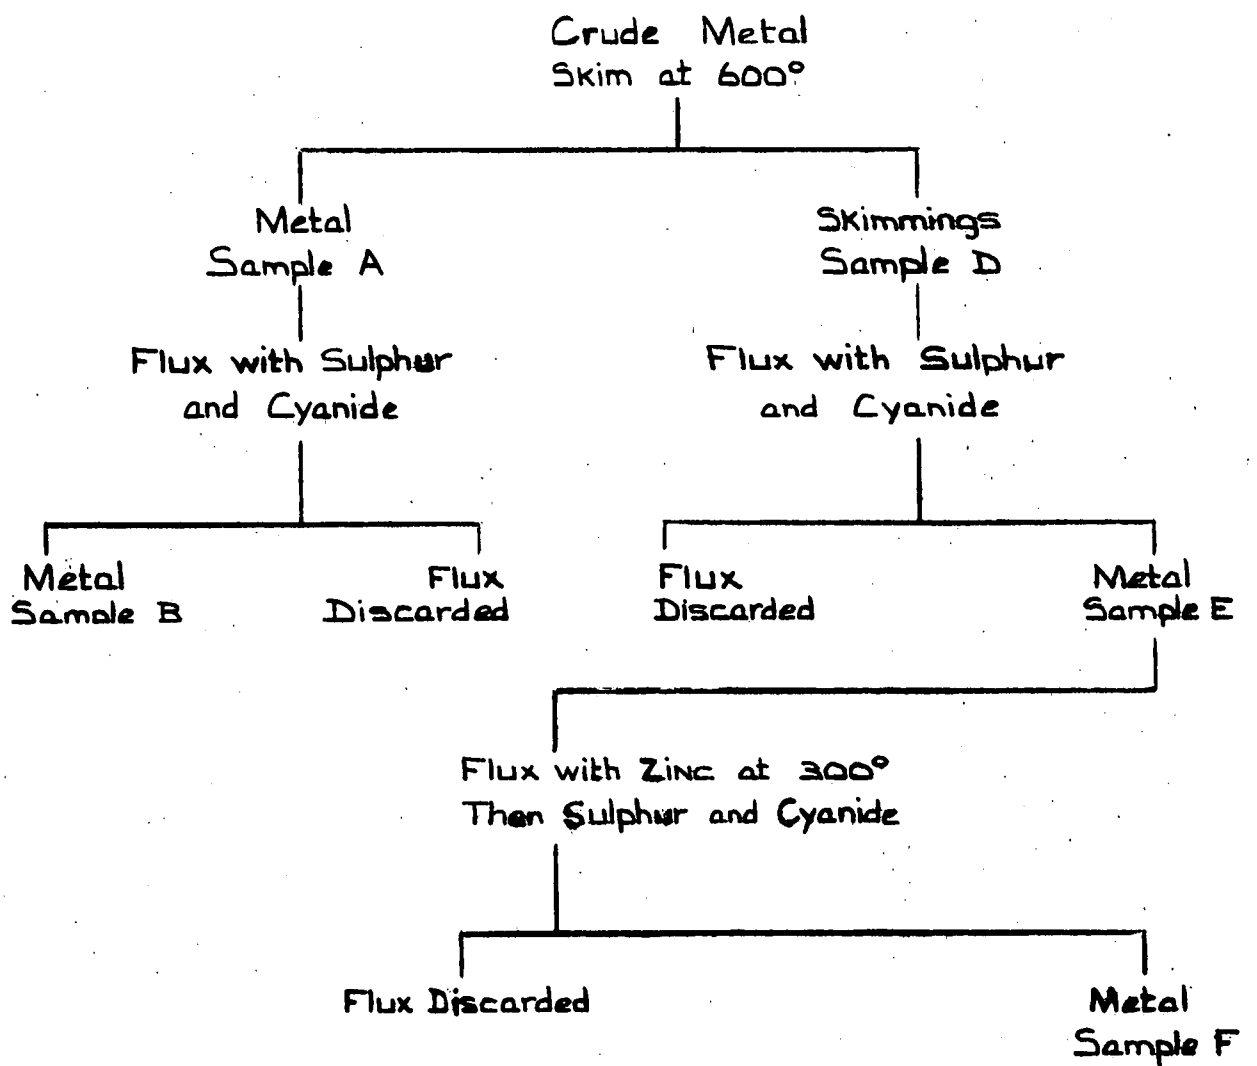 Crude Metal
Skim at 600°
Metal
Sample A
Skimmings
Sample D
Flux with Sulphur
and Cyanide
Flux with Sulphur
and Cyanide
Metal
Sample B
Flux
Discarded
Flux
Discarded
Metal
Sample E
Flux with Zinc at 300°
Then Sulphur and Cyanide
Flux Discarded
Metal
Sample F